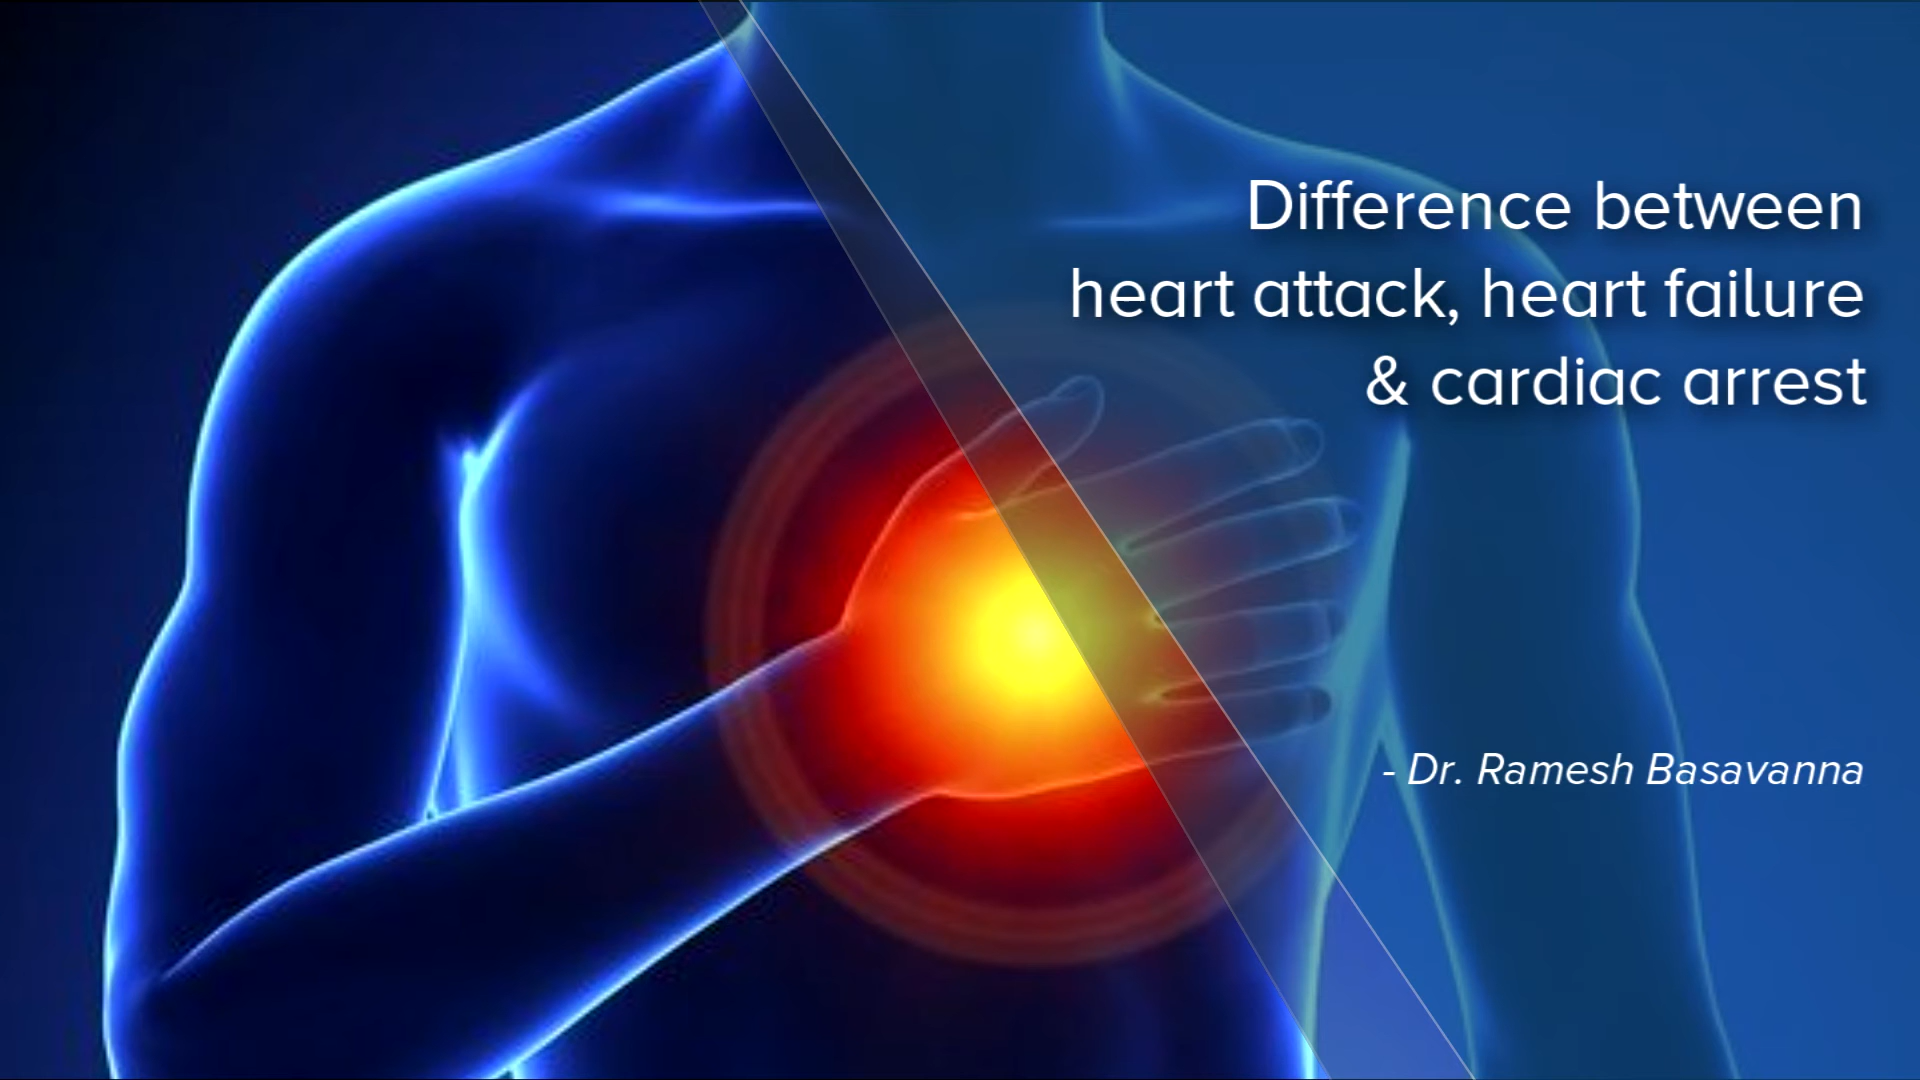 Difference between
heart attack, heart failure
& cardiac arrest
- Dr. Ramesh Basavanna